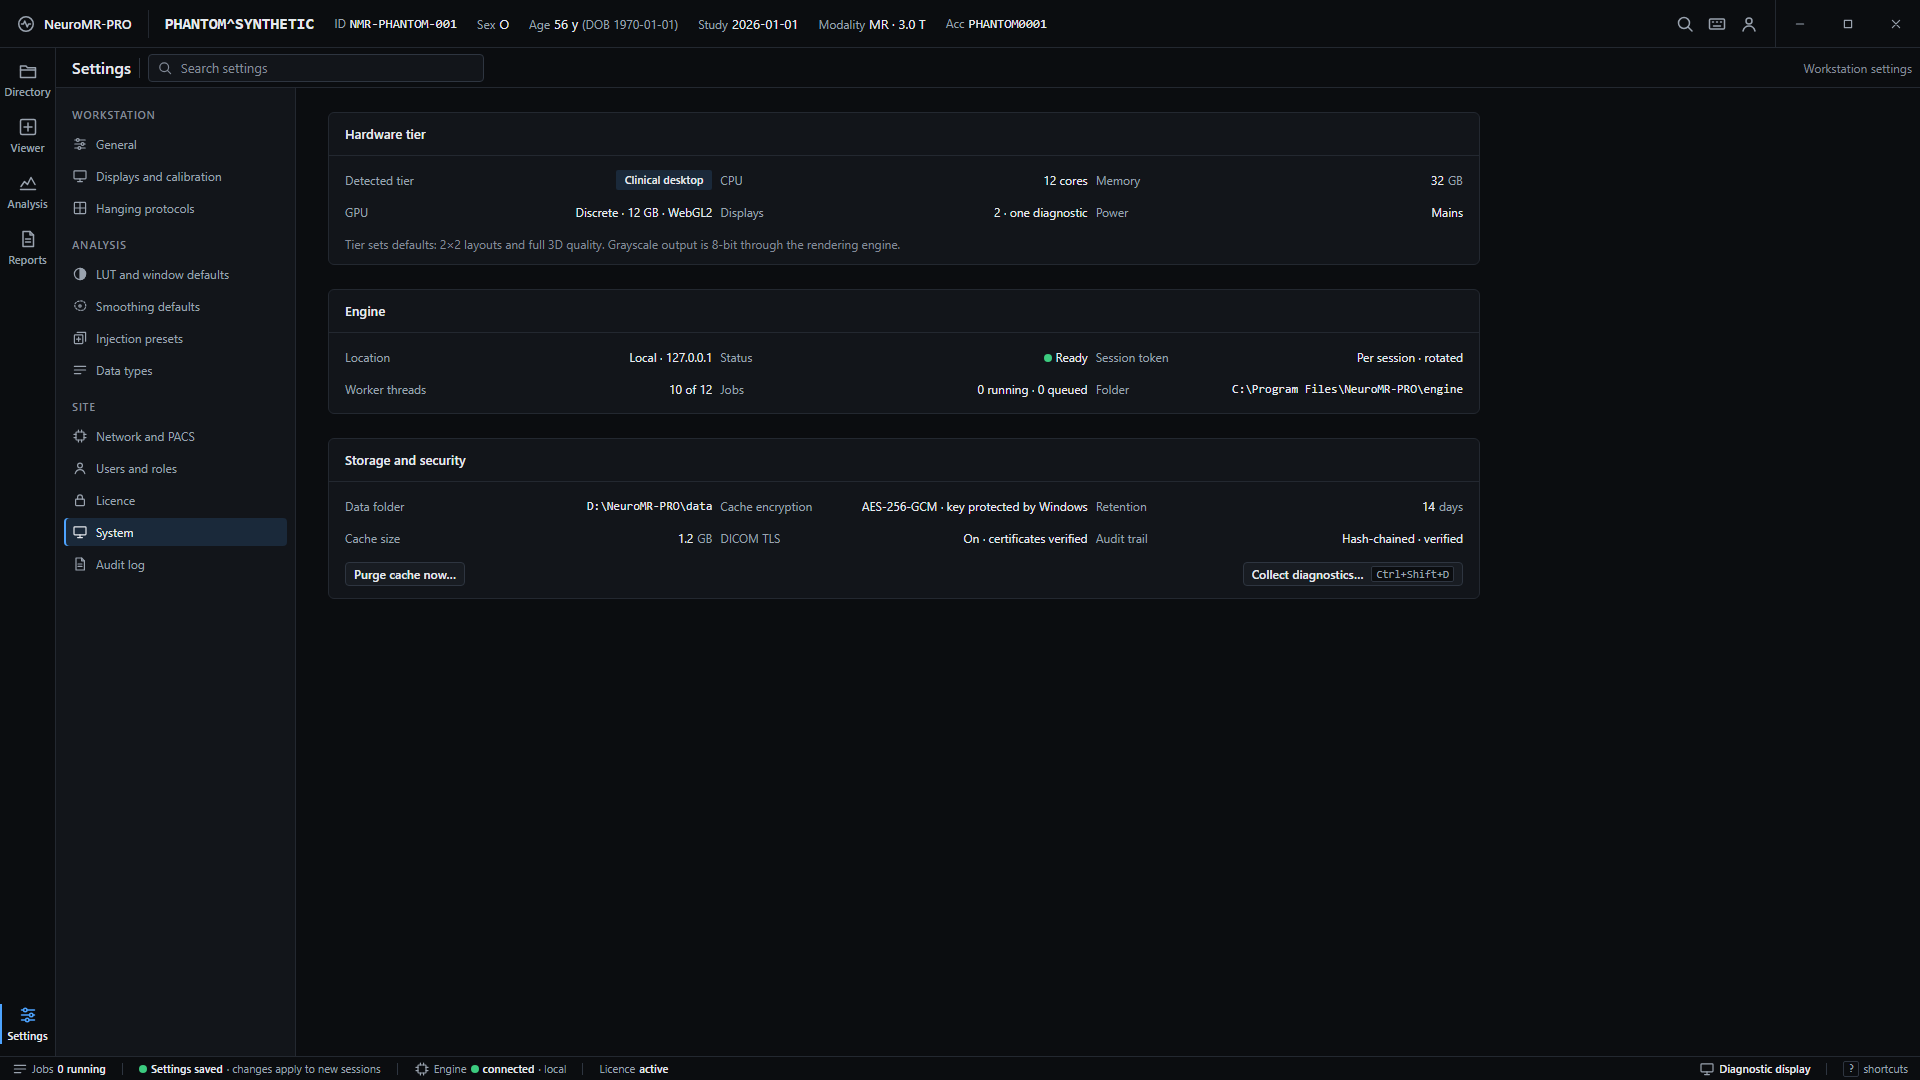 NeuroMR-PRO PHANTOM^SYNTHETIC ID NMR-PHANTOM-001 Sex O Age 56 y (DOB 1970-01-01) Study 2026-01-01 Modality MR · 3.0 T Acc PHANTOM0001
Settings Search settings Workstation settings
Directory
Viewer
Analysis
Reports
Settings
WORKSTATION
General
Displays and calibration
Hanging protocols
ANALYSIS
LUT and window defaults
Smoothing defaults
Injection presets
Data types
SITE
Network and PACS
Users and roles
Licence
System
Audit log
Hardware tier
Detected tier Clinical desktop CPU 12 cores Memory 32 GB
GPU Discrete · 12 GB · WebGL2 Displays 2 · one diagnostic Power Mains
Tier sets defaults: 2×2 layouts and full 3D quality. Grayscale output is 8-bit through the rendering engine.
Engine
Location Local · 127.0.0.1 Status Ready Session token Per session · rotated
Worker threads 10 of 12 Jobs 0 running · 0 queued Folder C:\Program Files\NeuroMR-PRO\engine
Storage and security
Data folder D:\NeuroMR-PRO\data Cache encryption AES-256-GCM · key protected by Windows Retention 14 days
Cache size 1.2 GB DICOM TLS On · certificates verified Audit trail Hash-chained · verified
Purge cache now... Collect diagnostics... Ctrl+Shift+D
Jobs 0 running Settings saved · changes apply to new sessions Engine connected · local Licence active Diagnostic display ? shortcuts